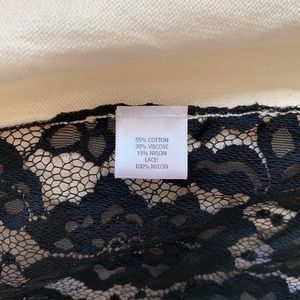 55% COTTON
30% VISCOSE
15% NYLON
LACE:
100% NYLON